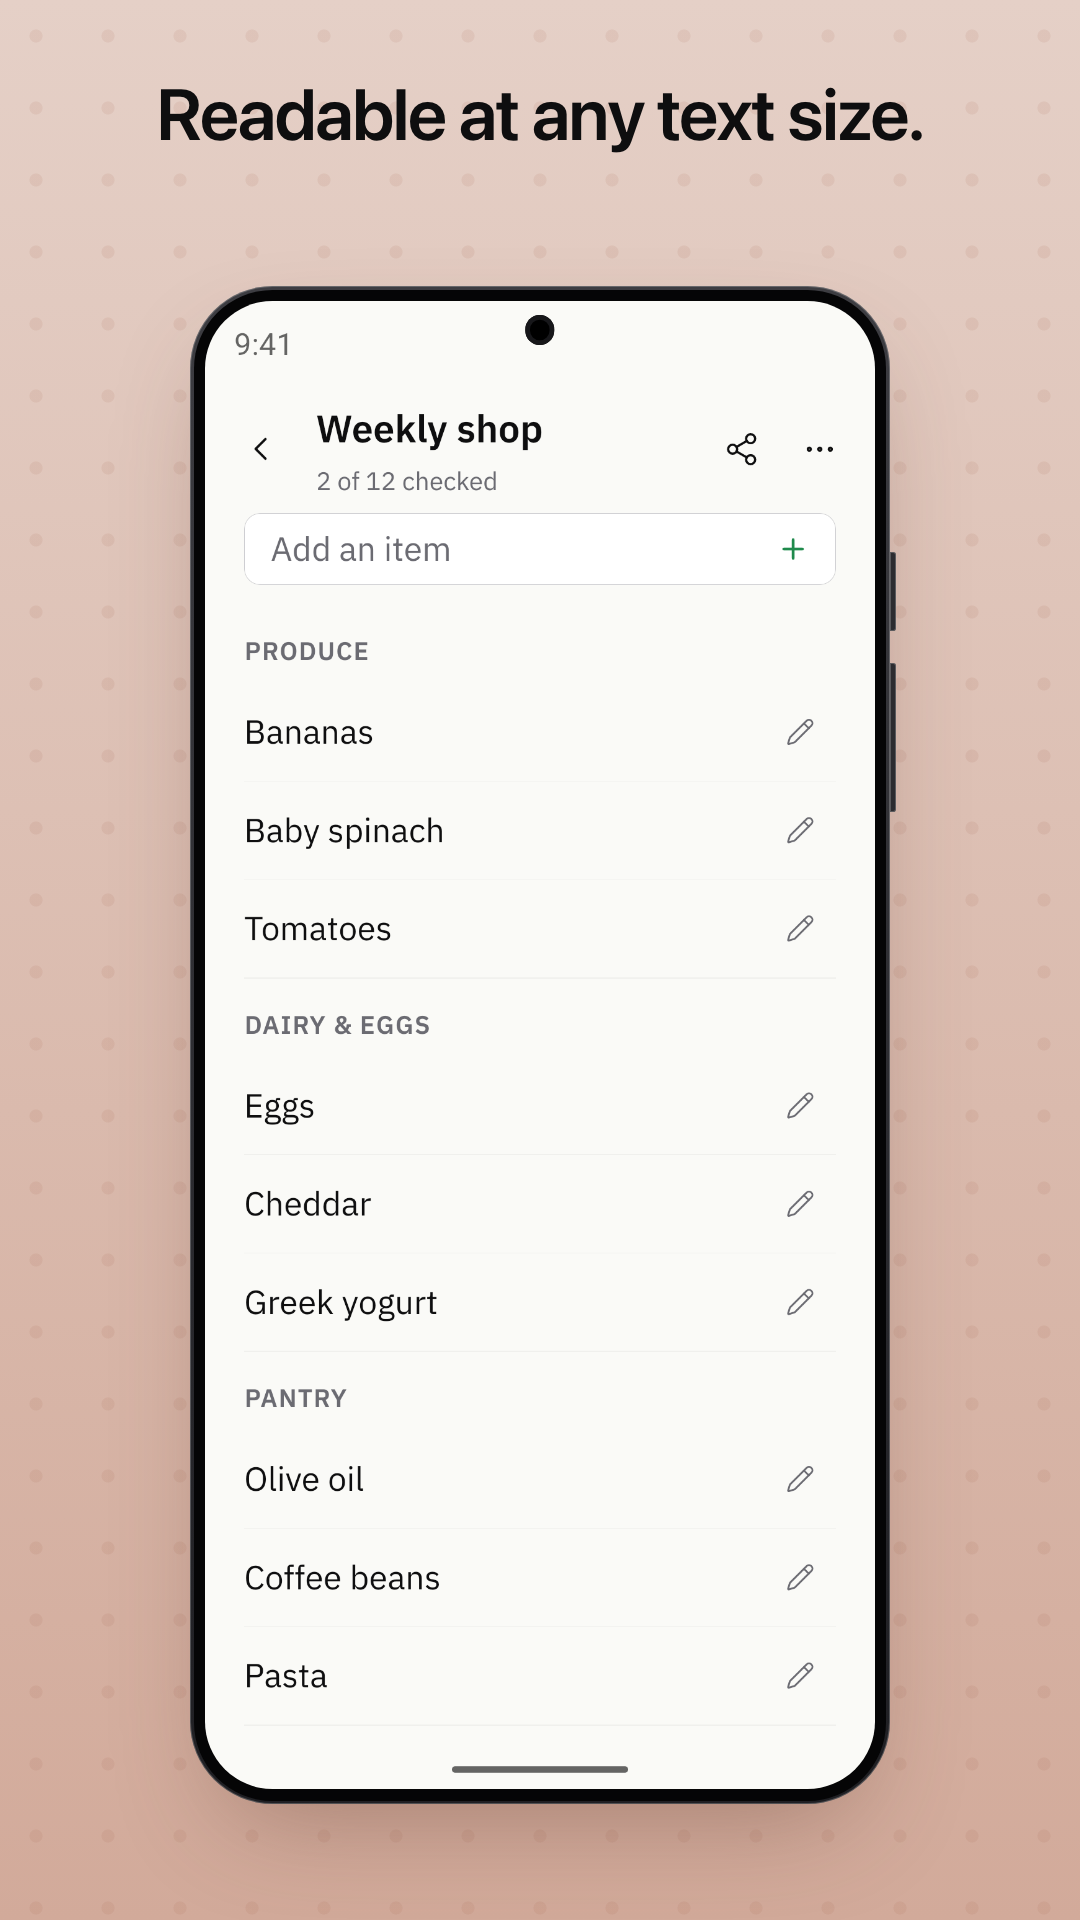 Readable at any text size.
9:41
Weekly shop
2 of 12 checked
Add an item
PRODUCE
Bananas
Baby spinach
Tomatoes
DAIRY & EGGS
Eggs
Cheddar
Greek yogurt
PANTRY
Olive oil
Coffee beans
Pasta